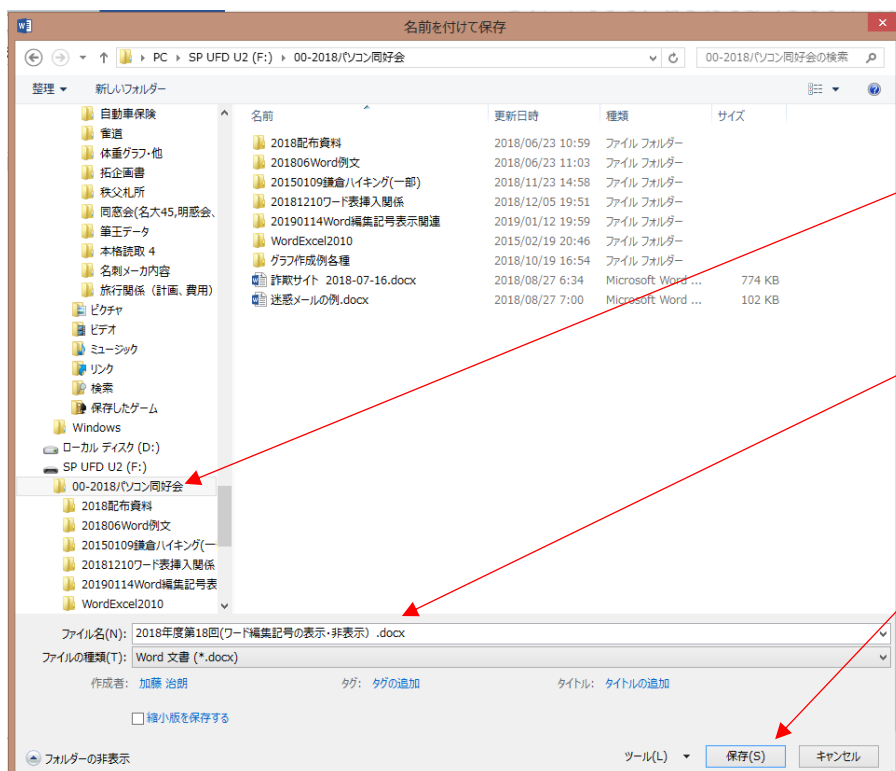 名前を付けて保存
PC ▸ SP UFD U2 (F:) ▸ 00-2018パソコン同好会
00-2018パソコン同好会の検索
整理 新しいフォルダー
自動車保険
雀道
体重グラフ・他
拓企画書
秩父札所
同窓会(名大45,明窓会、
筆王データ
本格読取 4
名刺メーカ内容
旅行関係（計画、費用）
ピクチャ
ビデオ
ミュージック
リンク
検索
保存したゲーム
Windows
ローカル ディスク (D:)
SP UFD U2 (F:)
00-2018パソコン同好会
2018配布資料
201806Word例文
20150109鎌倉ハイキング(一
20181210ワード表挿入関係
20190114Word編集記号表
WordExcel2010
名前 更新日時 種類 サイズ
2018配布資料 2018/06/23 10:59 ファイル フォルダー
201806Word例文 2018/06/23 11:03 ファイル フォルダー
20150109鎌倉ハイキング(一部) 2018/11/23 14:58 ファイル フォルダー
20181210ワード表挿入関係 2018/12/05 19:51 ファイル フォルダー
20190114Word編集記号表示関連 2019/01/12 19:59 ファイル フォルダー
WordExcel2010 2015/02/19 20:46 ファイル フォルダー
グラフ作成例各種 2018/10/19 16:54 ファイル フォルダー
詐欺サイト 2018-07-16.docx 2018/08/27 6:34 Microsoft Word ... 774 KB
迷惑メールの例.docx 2018/08/27 7:00 Microsoft Word ... 102 KB
ファイル名(N): 2018年度第18回(ワード編集記号の表示・非表示）.docx
ファイルの種類(T): Word 文書 (*.docx)
作成者: 加藤 治朗 タグ: タグの追加 タイトル: タイトルの追加
縮小版を保存する
フォルダーの非表示 ツール(L) 保存(S) キャンセル